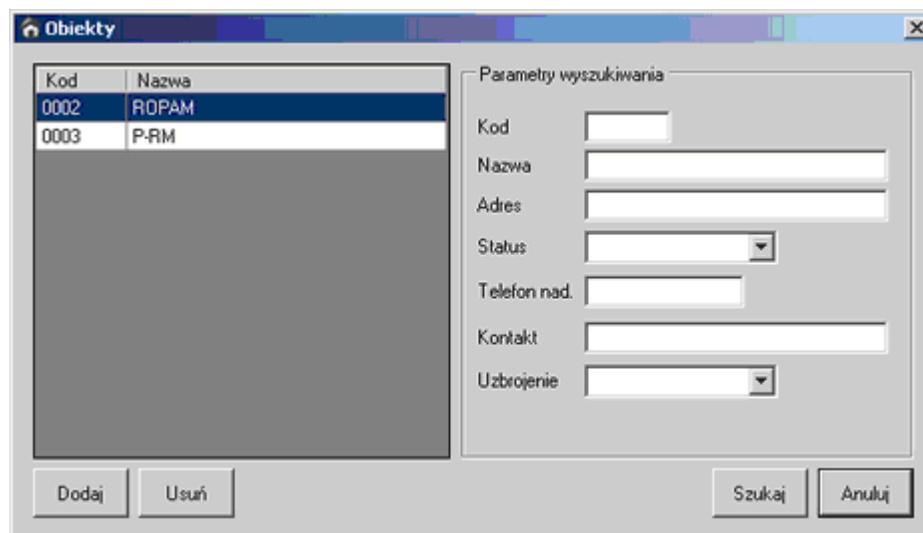 Obiekty
Kod Nazwa
0002 ROPAM
0003 P-RM
Parametry wyszukiwania
Kod
Nazwa
Adres
Status
Telefon nad.
Kontakt
Uzbrojenie
Dodaj Usuń Szukaj Anuluj